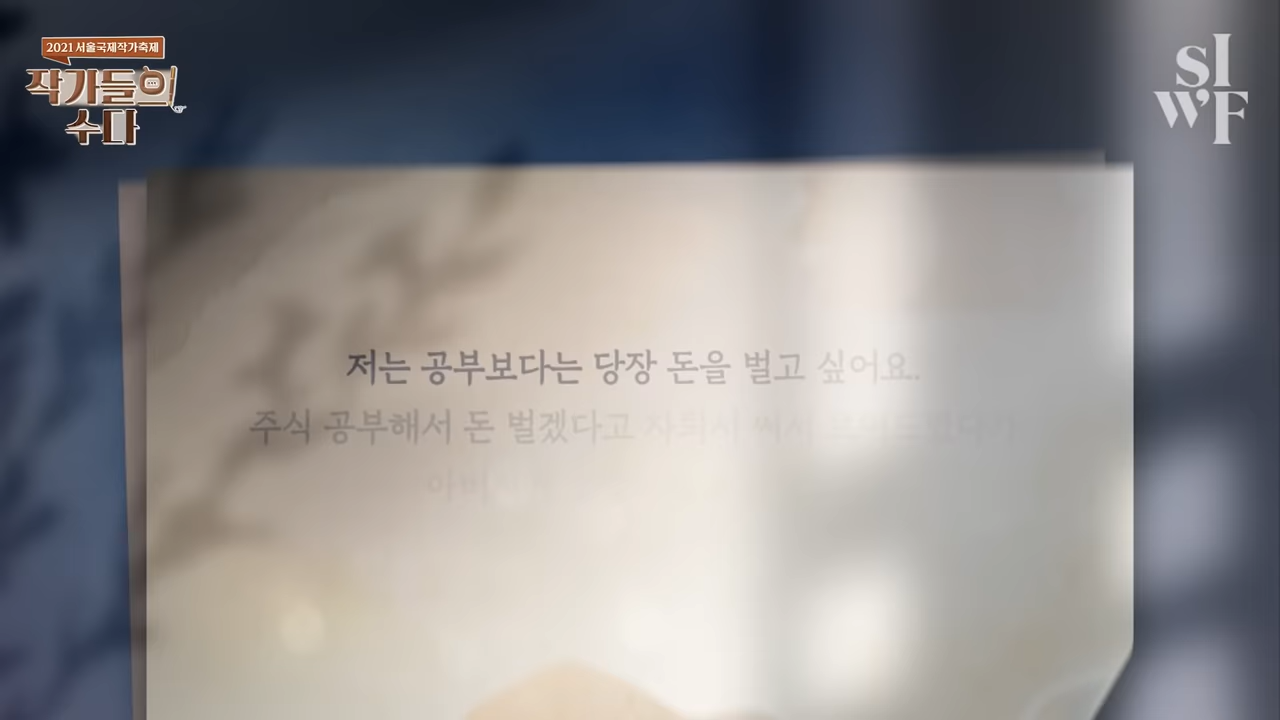 2021 서울국제작가축제
작가들의
수다
SIWF
저는 공부보다는 당장 돈을 벌고 싶어요.
주식 공부해서 돈 벌겠다고